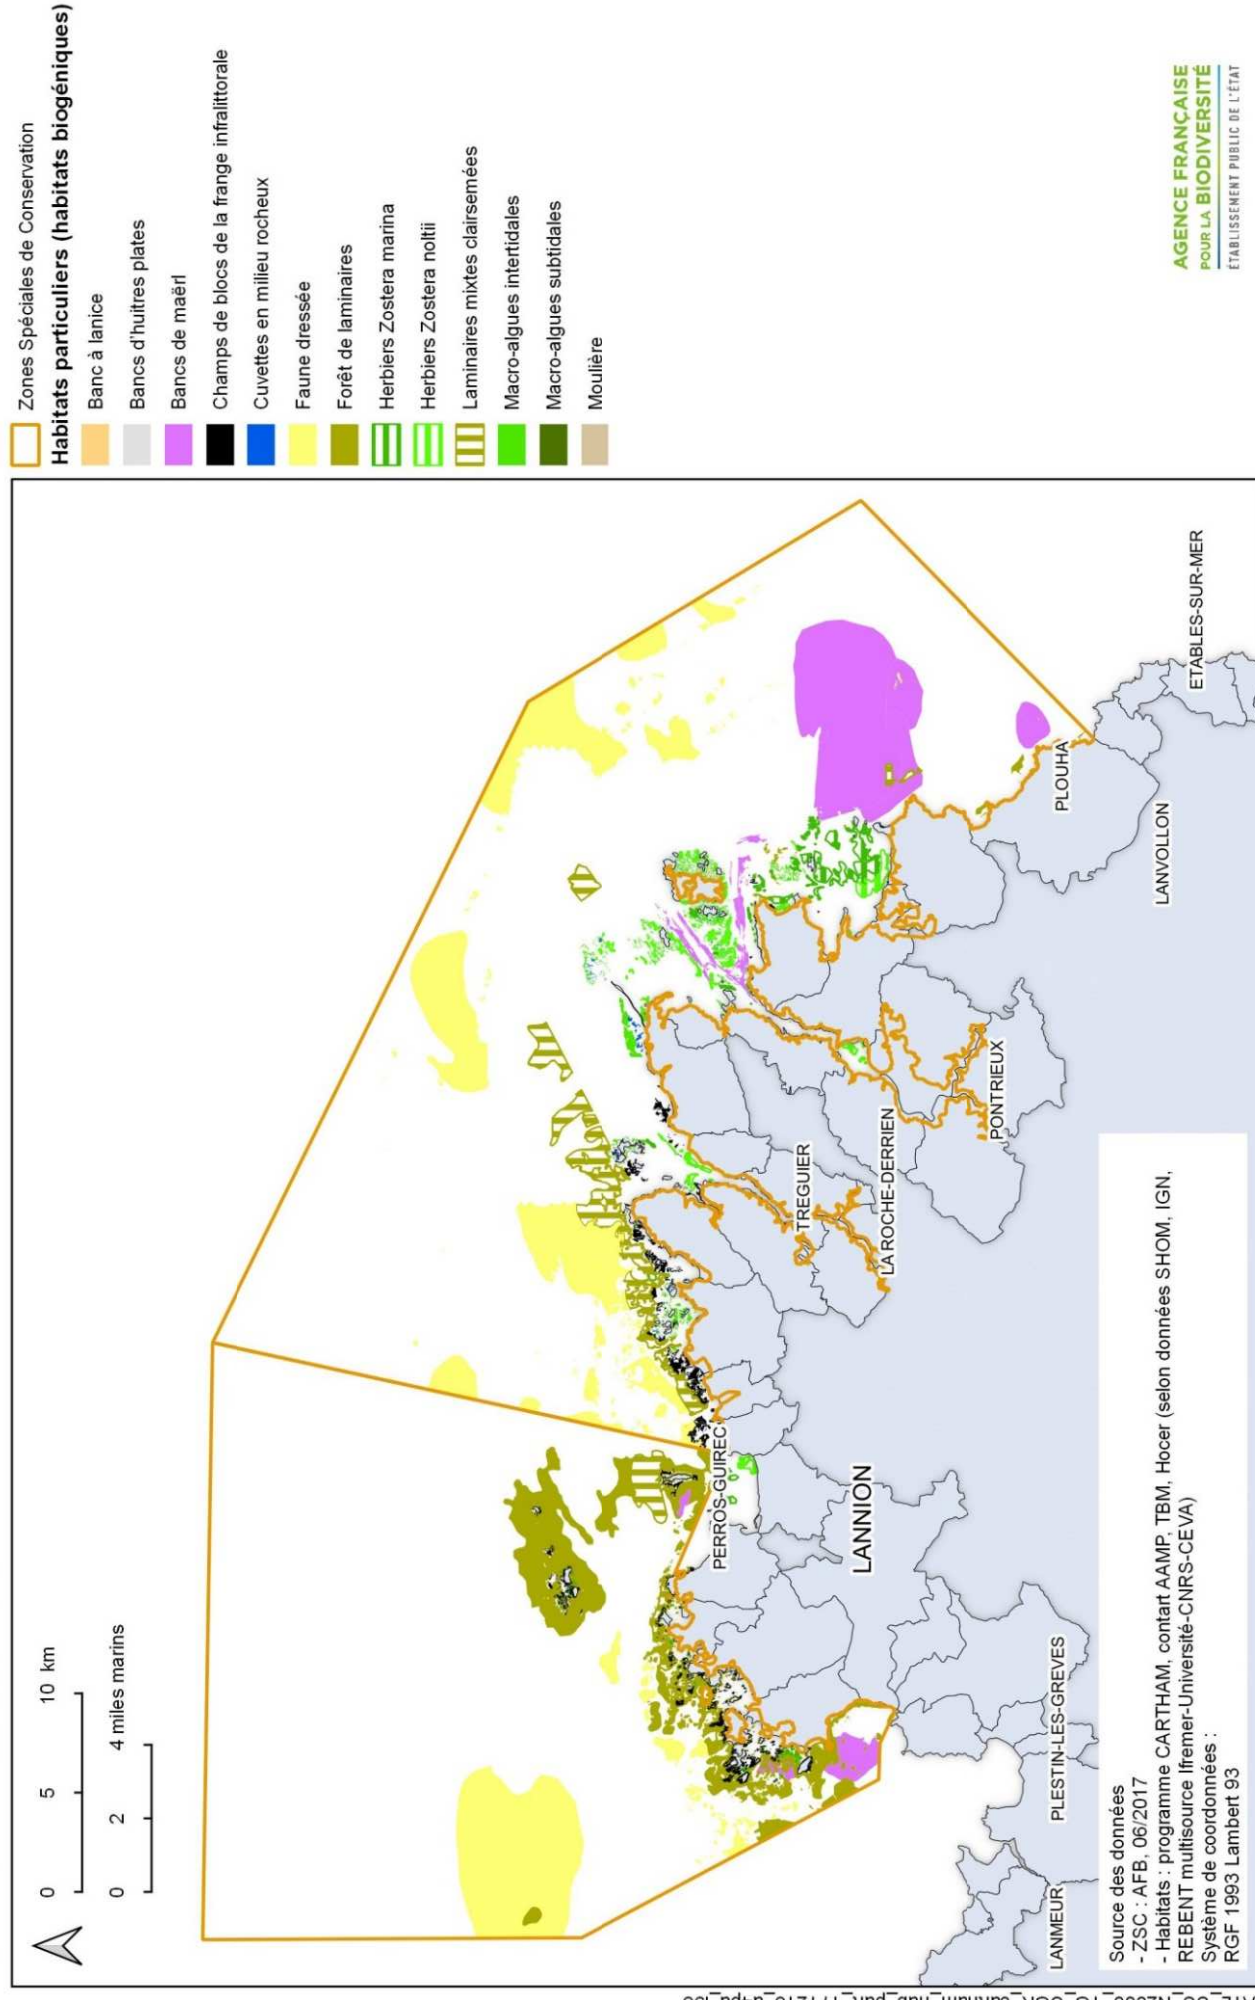 Zones Spéciales de Conservation
Habitats particuliers (habitats biogéniques)
Banc à lanice
Bancs d'huitres plates
Bancs de maërl
Champs de blocs de la frange infralittorale
Cuvettes en milieu rocheux
Faune dressée
Forêt de laminaires
Herbiers Zostera marina
Herbiers Zostera noltii
Laminaires mixtes clairsemées
Macro-algues intertidales
Macro-algues subtidales
Moulière
0 5 10 km
0 2 4 miles marins
PERROS-GUIREC
LANNION
TREGUIER
LA ROCHE-DERRIEN
PONTRIEUX
PLOUHA
LANVOLLON
ETABLES-SUR-MER
PLESTIN-LES-GREVES
LANMEUR
Source des données
- ZSC : AFB, 06/2017
- Habitats : programme CARTHAM, contart AAMP, TBM, Hocer (selon données SHOM, IGN,
REBENT multisource Ifremer-Université-CNRS-CEVA)
Système de coordonnées :
RGF 1993 Lambert 93
AGENCE FRANÇAISE
POUR LA BIODIVERSITÉ
ÉTABLISSEMENT PUBLIC DE L'ÉTAT